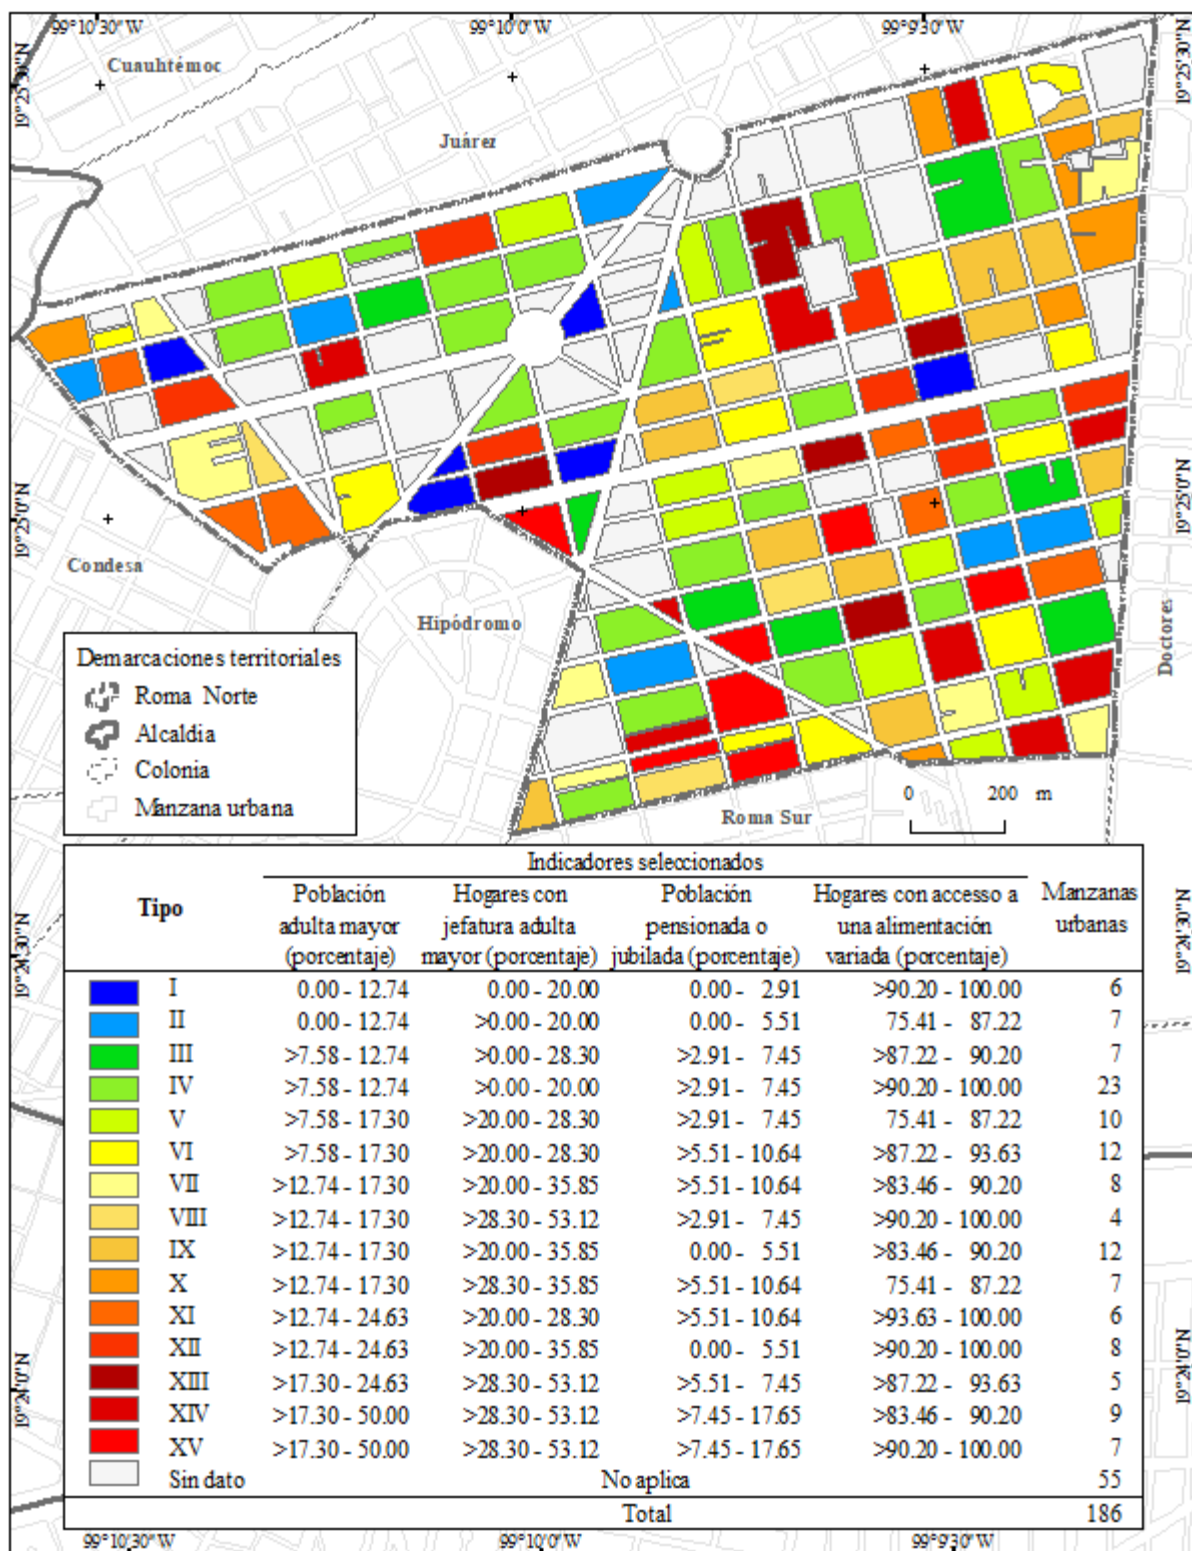 99°10'30"W 99°10'0"W 99°9'30"W
19°25'30"N 19°25'30"N
Cuauhtémoc
Juárez
19°25'0"N 19°25'0"N
Condesa
Hipódromo
Doctores
Roma Sur
0 200 m
Demarcaciones territoriales
Roma Norte
Alcaldía
Colonia
Manzana urbana
19°24'30"N 19°24'30"N
19°24'0"N 19°24'0"N
Indicadores seleccionados
Tipo
Población adulta mayor (porcentaje)
Hogares con jefatura adulta mayor (porcentaje)
Población pensionada o jubilada (porcentaje)
Hogares con accesso a una alimentación variada (porcentaje)
Manzanas urbanas
I 0.00 - 12.74 0.00 - 20.00 0.00 - 2.91 >90.20 - 100.00 6
II 0.00 - 12.74 >0.00 - 20.00 0.00 - 5.51 75.41 - 87.22 7
III >7.58 - 12.74 >0.00 - 28.30 >2.91 - 7.45 >87.22 - 90.20 7
IV >7.58 - 12.74 >0.00 - 20.00 >2.91 - 7.45 >90.20 - 100.00 23
V >7.58 - 17.30 >20.00 - 28.30 >2.91 - 7.45 75.41 - 87.22 10
VI >7.58 - 17.30 >20.00 - 28.30 >5.51 - 10.64 >87.22 - 93.63 12
VII >12.74 - 17.30 >20.00 - 35.85 >5.51 - 10.64 >83.46 - 90.20 8
VIII >12.74 - 17.30 >28.30 - 53.12 >2.91 - 7.45 >90.20 - 100.00 4
IX >12.74 - 17.30 >20.00 - 35.85 0.00 - 5.51 >83.46 - 90.20 12
X >12.74 - 17.30 >28.30 - 35.85 >5.51 - 10.64 75.41 - 87.22 7
XI >12.74 - 24.63 >20.00 - 28.30 >5.51 - 10.64 >93.63 - 100.00 6
XII >12.74 - 24.63 >20.00 - 35.85 0.00 - 5.51 >90.20 - 100.00 8
XIII >17.30 - 24.63 >28.30 - 53.12 >5.51 - 7.45 >87.22 - 93.63 5
XIV >17.30 - 50.00 >28.30 - 53.12 >7.45 - 17.65 >83.46 - 90.20 9
XV >17.30 - 50.00 >28.30 - 53.12 >7.45 - 17.65 >90.20 - 100.00 7
Sin dato No aplica 55
Total 186
99°10'30"W 99°10'0"W 99°9'30"W